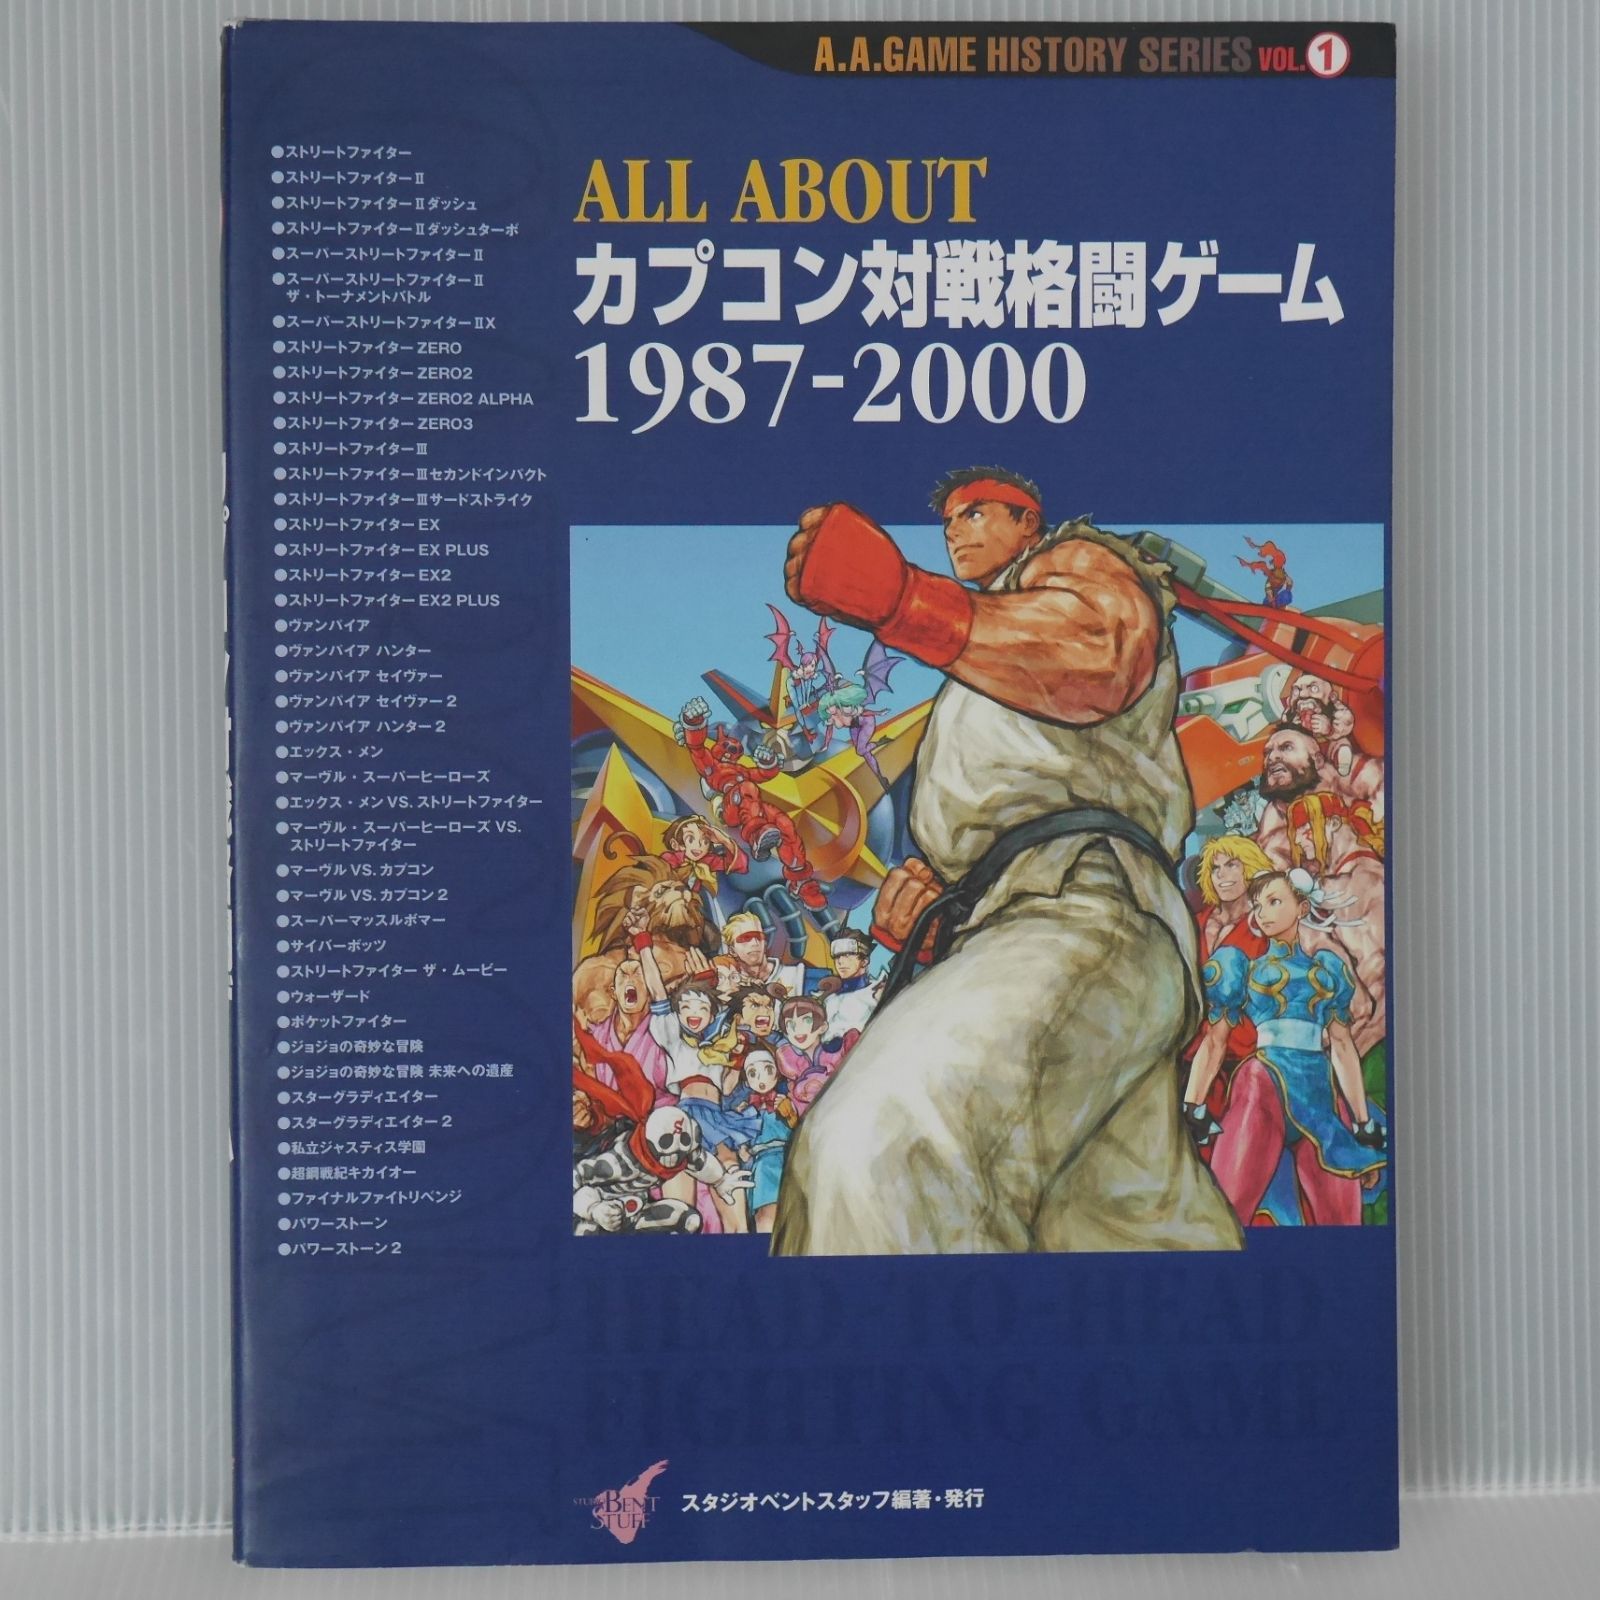 A.A.GAME HISTORY SERIES VOL.1
ALL ABOUT
カプコン対戦格闘ゲーム
1987-2000
●ストリートファイター
●ストリートファイターⅡ
●ストリートファイターⅡダッシュ
●ストリートファイターⅡダッシュターボ
●スーパーストリートファイターⅡ
●スーパーストリートファイターⅡ
ザ・トーナメントバトル
●スーパーストリートファイターⅡX
●ストリートファイター ZERO
●ストリートファイター ZERO2
●ストリートファイター ZERO2 ALPHA
●ストリートファイター ZERO3
●ストリートファイターⅢ
●ストリートファイターⅢセカンドインパクト
●ストリートファイターⅢサードストライク
●ストリートファイター EX
●ストリートファイター EX PLUS
●ストリートファイター EX2
●ストリートファイター EX2 PLUS
●ヴァンパイア
●ヴァンパイア ハンター
●ヴァンパイア セイヴァー
●ヴァンパイア セイヴァー 2
●ヴァンパイア ハンター 2
●エックス・メン
●マーヴル・スーパーヒーローズ
●エックス・メン VS. ストリートファイター
●マーヴル・スーパーヒーローズ VS.
ストリートファイター
●マーヴル VS. カプコン
●マーヴル VS. カプコン 2
●スーパーマッスルボマー
●サイバーボッツ
●ストリートファイター ザ・ムービー
●ウォーザード
●ポケットファイター
●ジョジョの奇妙な冒険
●ジョジョの奇妙な冒険 未来への遺産
●スターグラディエイター
●スターグラディエイター 2
●私立ジャスティス学園
●超鋼戦紀キカイオー
●ファイナルファイトリベンジ
●パワーストーン
●パワーストーン 2
HEAD-TO-HEAD
FIGHTING GAME
STUDIO BENT STUFF
スタジオベントスタッフ編著・発行